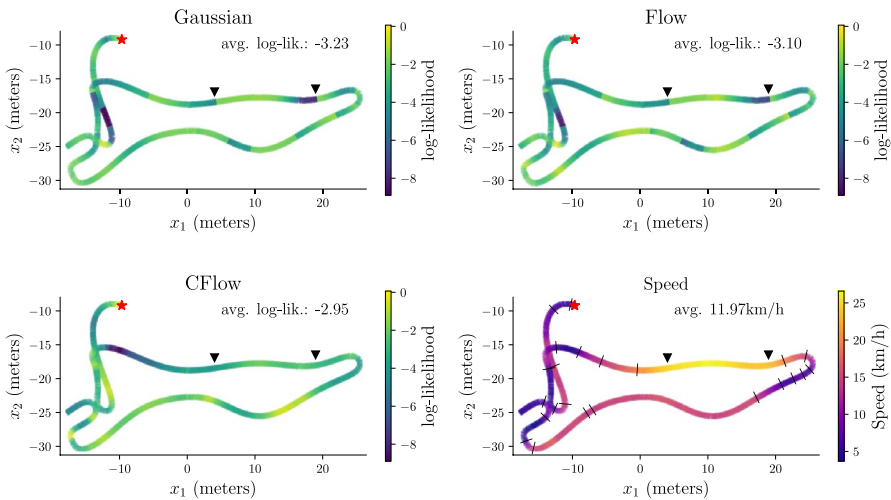 Gaussian
avg. log-lik.: -3.23
−10
−15
−20
−25
−30
x2 (meters)
−10
0
10
20
x1 (meters)
0
−2
−4
−6
−8
log-likelihood
Flow
avg. log-lik.: -3.10
−10
−15
−20
−25
−30
x2 (meters)
−10
0
10
20
x1 (meters)
0
−2
−4
−6
−8
log-likelihood
CFlow
avg. log-lik.: -2.95
−10
−15
−20
−25
−30
x2 (meters)
−10
0
10
20
x1 (meters)
0
−2
−4
−6
−8
log-likelihood
Speed
avg. 11.97km/h
−10
−15
−20
−25
−30
x2 (meters)
−10
0
10
20
x1 (meters)
25
20
15
10
5
Speed (km/h)